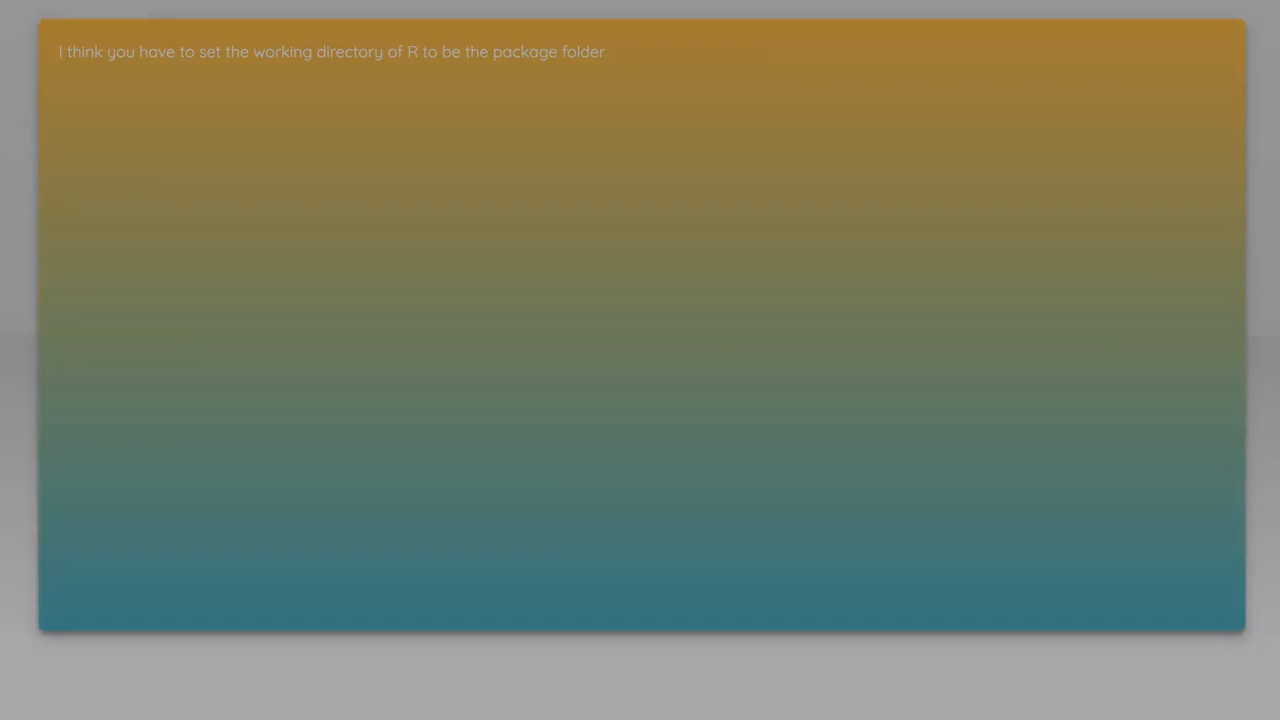 I think you have to set the working directory of R to be the package folder